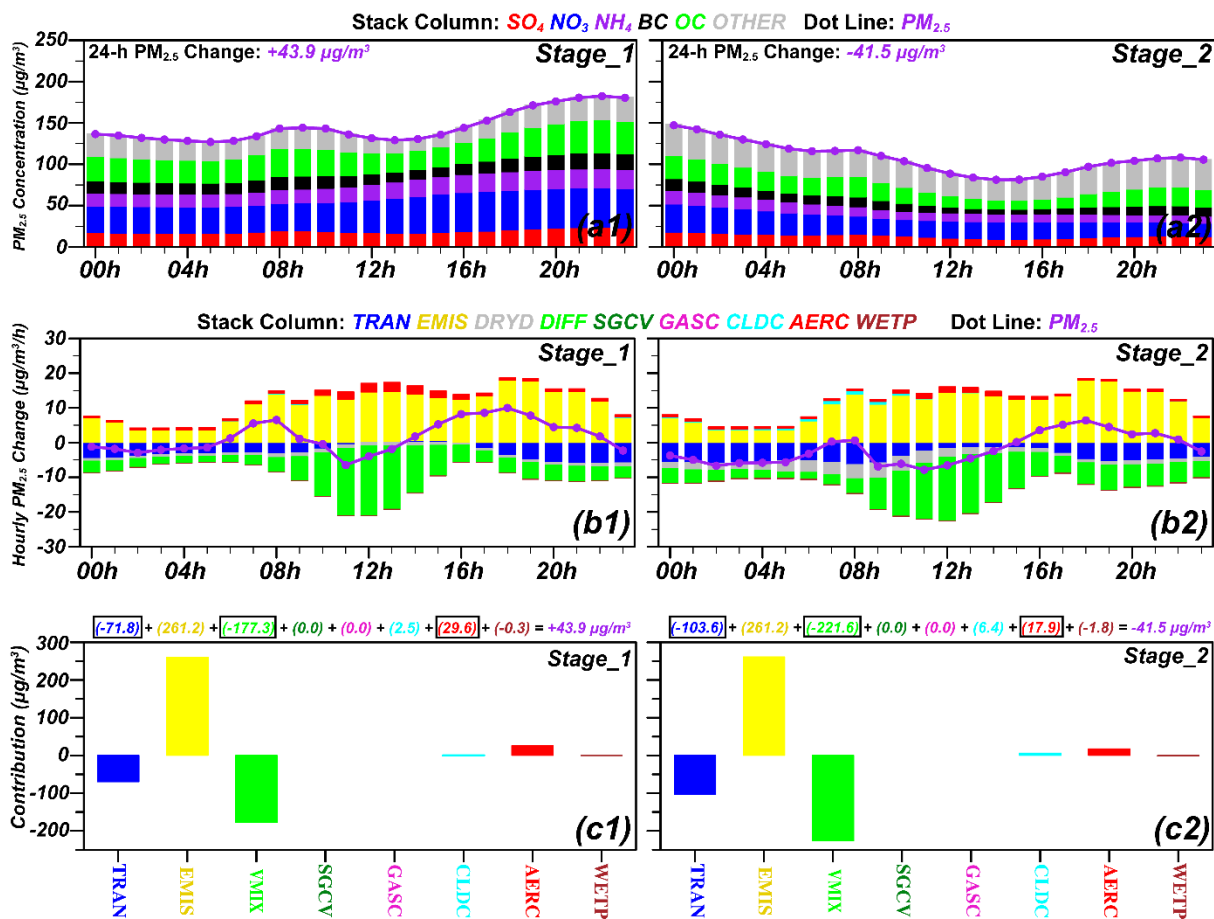 Stack Column: SO₄ NO₃ NH₄ BC OC OTHER Dot Line: PM₂.₅
PM₂.₅ Concentration (μg/m³)
250
200
150
100
50
0
24-h PM₂.₅ Change: +43.9 μg/m³
Stage_1
(a1)
00h 04h 08h 12h 16h 20h
24-h PM₂.₅ Change: -41.5 μg/m³
Stage_2
(a2)
00h 04h 08h 12h 16h 20h
Stack Column: TRAN EMIS DRYD DIFF SGCV GASC CLDC AERC WETP Dot Line: PM₂.₅
Hourly PM₂.₅ Change (μg/m³/h)
30
20
10
0
-10
-20
-30
Stage_1
(b1)
00h 04h 08h 12h 16h 20h
Stage_2
(b2)
00h 04h 08h 12h 16h 20h
(-71.8) + (261.2) + (-177.3) + (0.0) + (0.0) + (2.5) + (29.6) + (-0.3) = +43.9 μg/m³
(-103.6) + (261.2) + (-221.6) + (0.0) + (0.0) + (6.4) + (17.9) + (-1.8) = -41.5 μg/m³
Contribution (μg/m³)
300
200
100
0
-100
-200
Stage_1
(c1)
TRAN EMIS VMIX SGCV GASC CLDC AERC WETP
Stage_2
(c2)
TRAN EMIS VMIX SGCV GASC CLDC AERC WETP